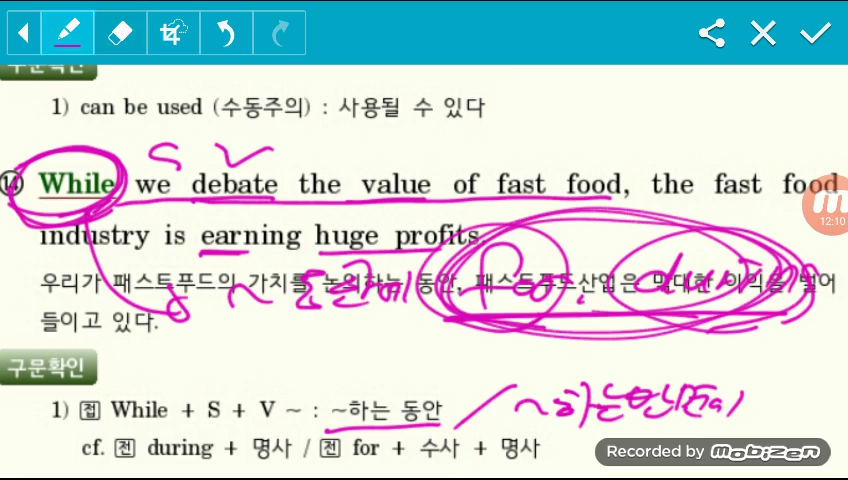 구문확인
1) can be used (수동주의) : 사용될 수 있다
S V
⑭ While we debate the value of fast food, the fast food
industry is earning huge profits.
우리가 패스트푸드의 가치를 논의하는 동안, 패스트푸드산업은 막대한 이익을 벌어
~ 동안에 for, during
들이고 있다.
구문확인
1) 접 While + S + V ~ : ~하는 동안 / ~하는 반면에
cf. 전 during + 명사 / 전 for + 수사 + 명사
12:10
Recorded by mobizen